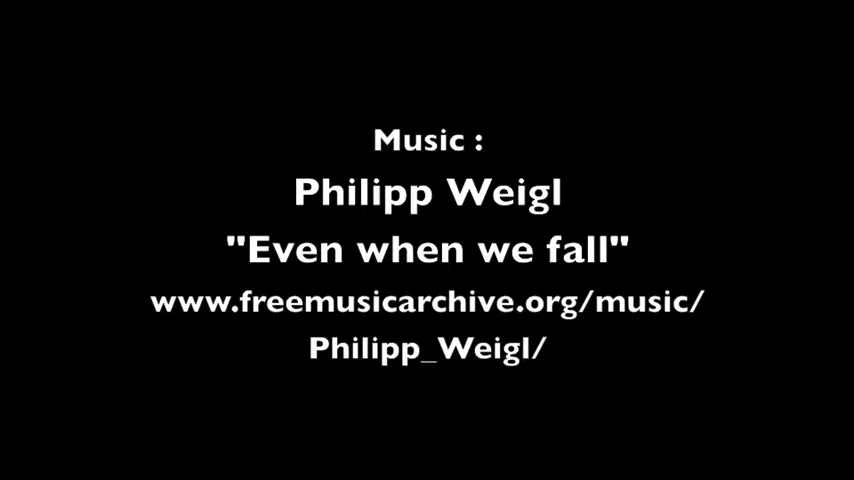 Music :
Philipp Weigl
"Even when we fall"
www.freemusicarchive.org/music/
Philipp_Weigl/